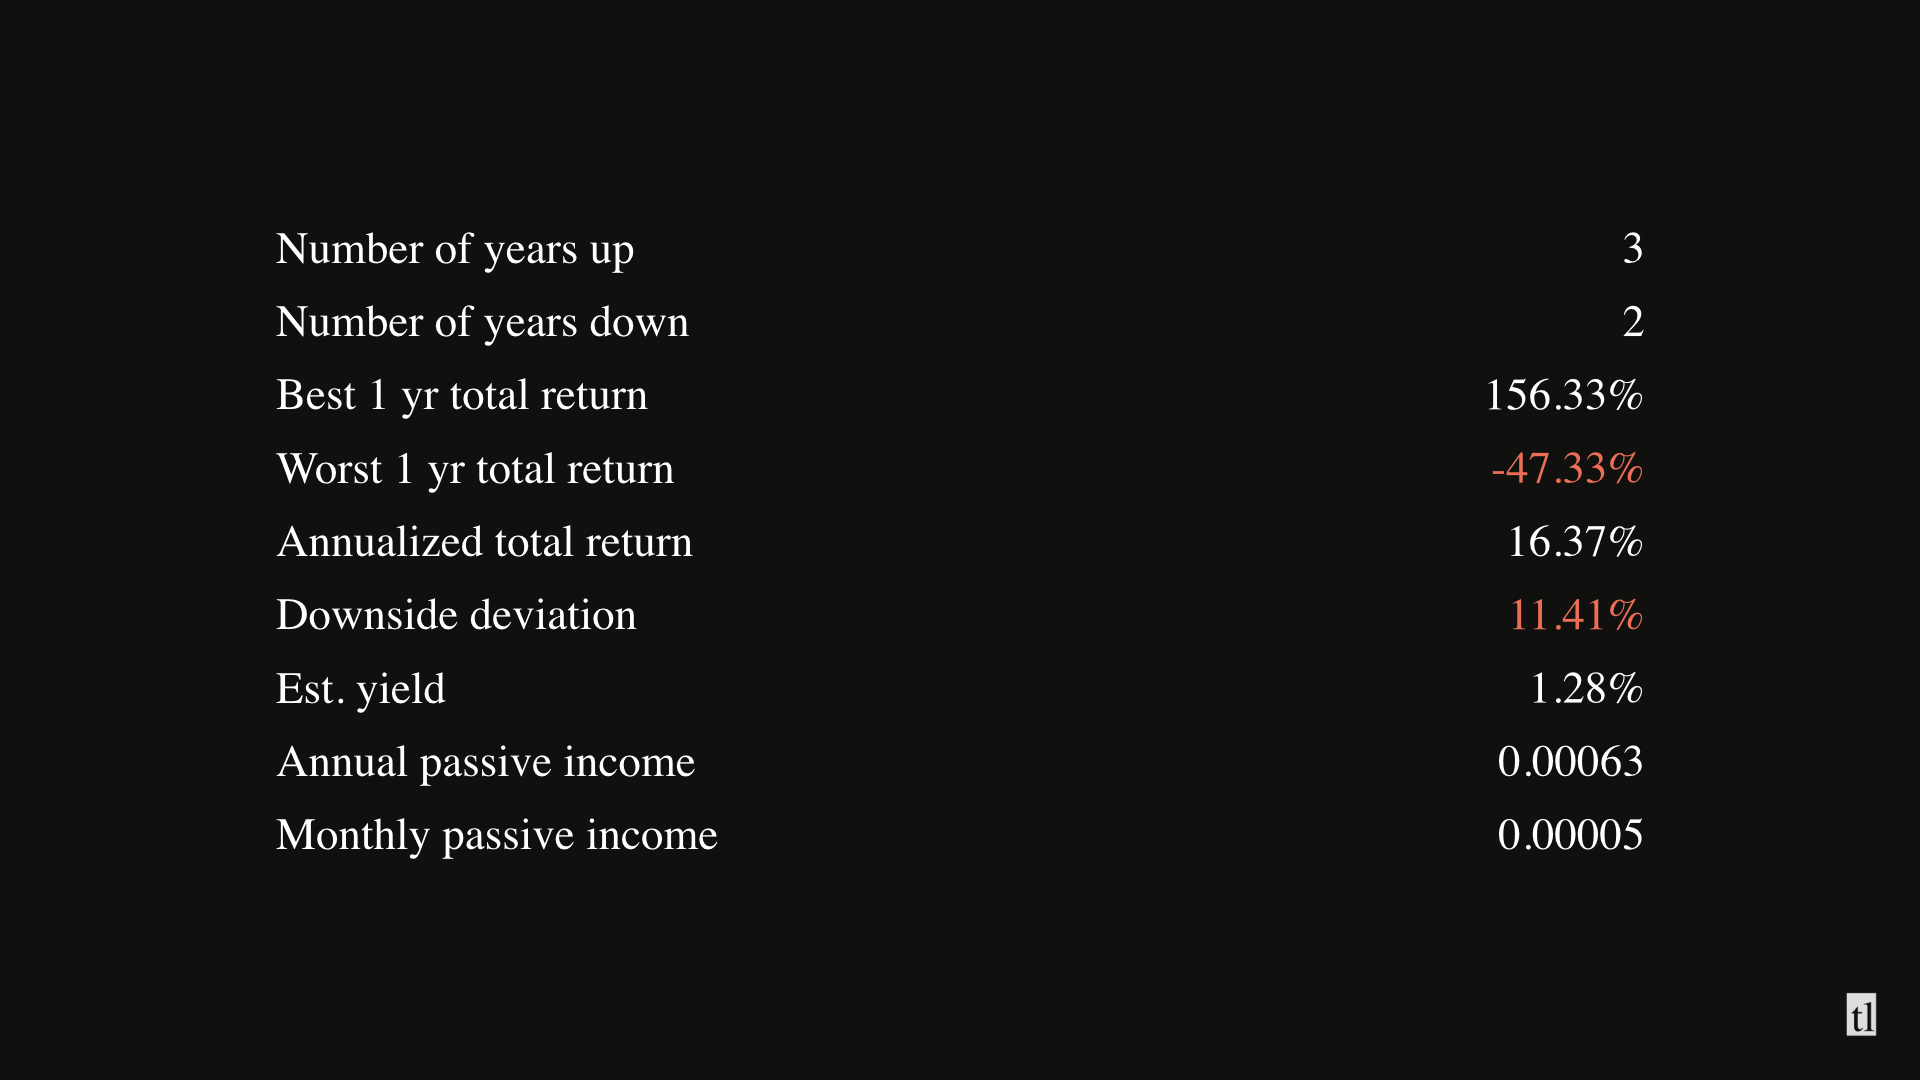 Number of years up 3
Number of years down 2
Best 1 yr total return 156.33%
Worst 1 yr total return -47.33%
Annualized total return 16.37%
Downside deviation 11.41%
Est. yield 1.28%
Annual passive income 0.00063
Monthly passive income 0.00005
tl